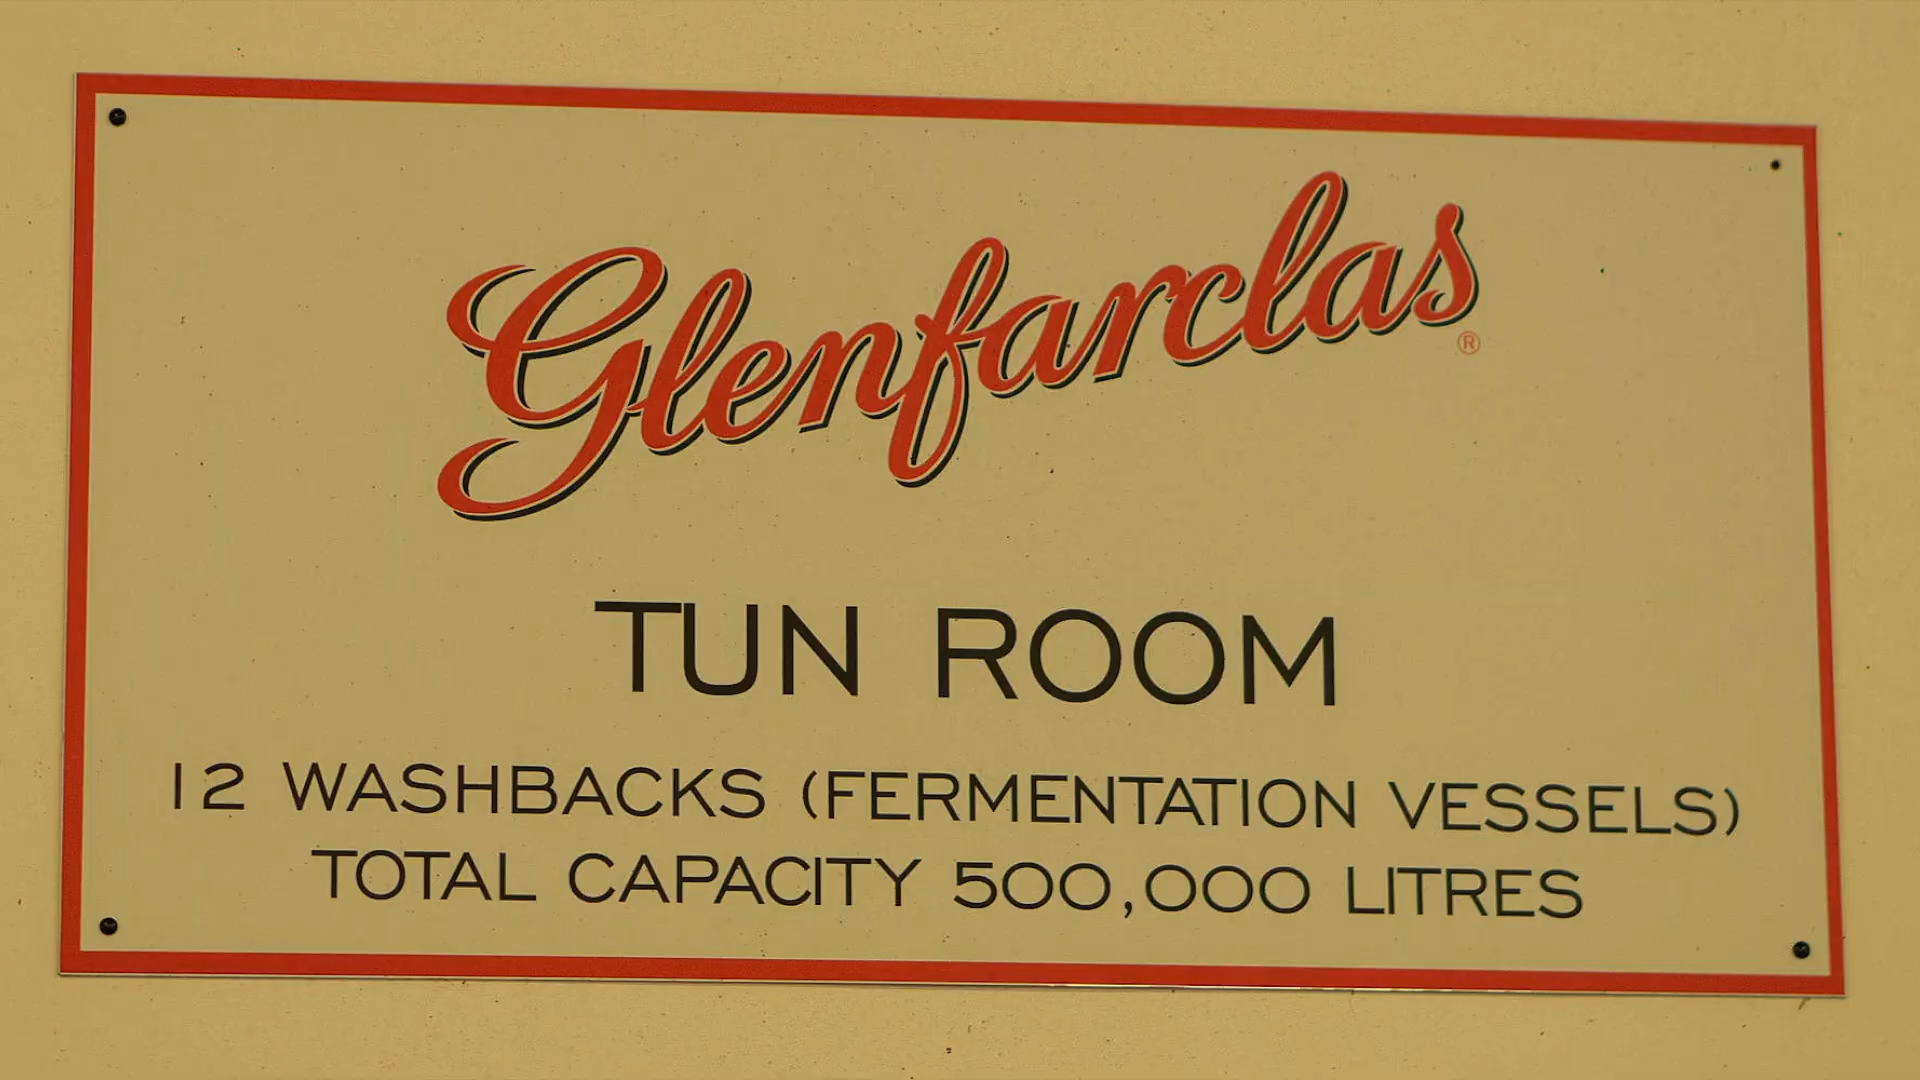 Glenfarclas®
TUN ROOM
12 WASHBACKS (FERMENTATION VESSELS)
TOTAL CAPACITY 500,000 LITRES